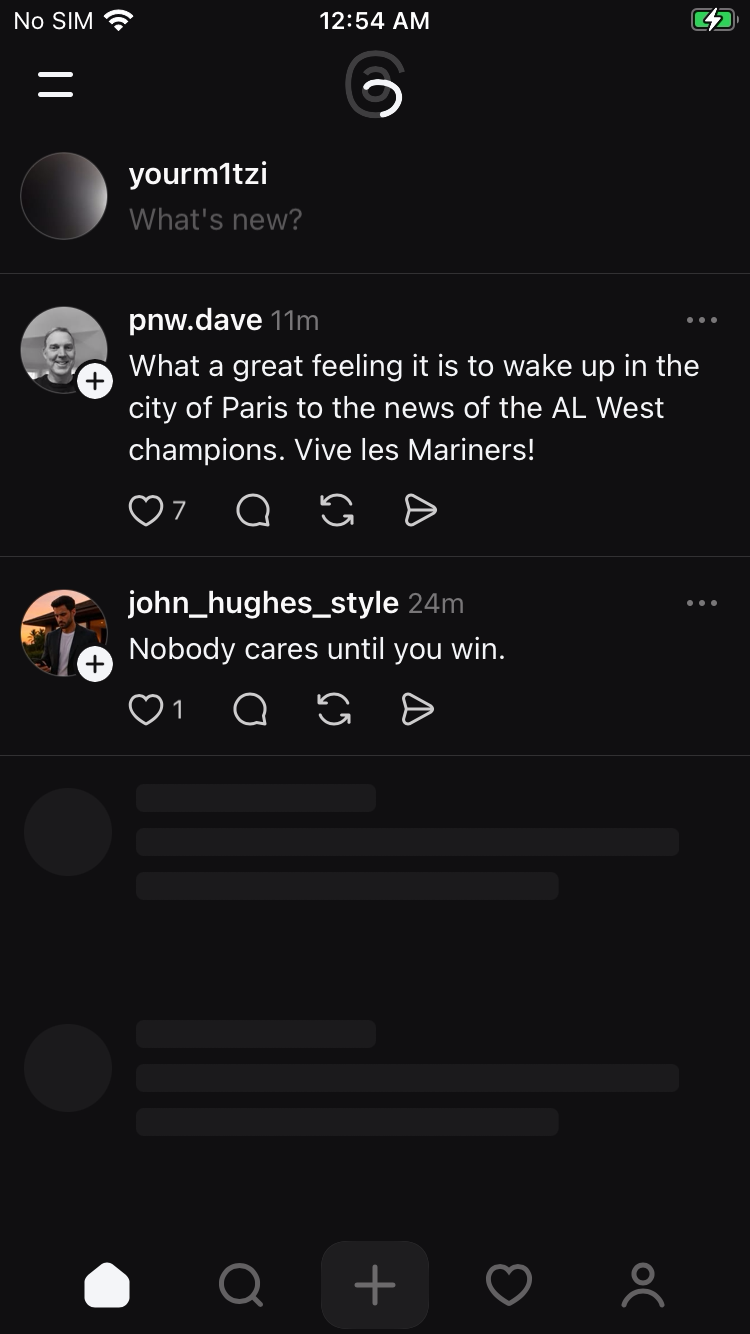 No SIM 12:54 AM
yourm1tzi
What's new?
pnw.dave 11m
What a great feeling it is to wake up in the
city of Paris to the news of the AL West
champions. Vive les Mariners!
7
john_hughes_style 24m
Nobody cares until you win.
1